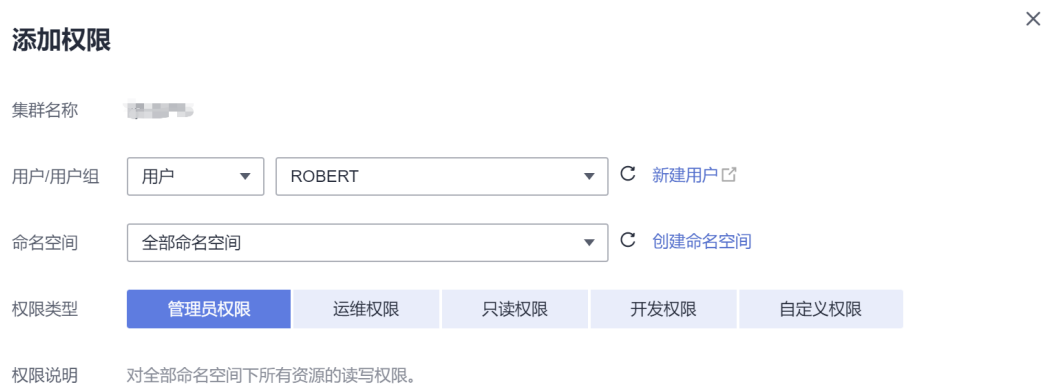 添加权限
集群名称
用户/用户组 用户 ROBERT 新建用户
命名空间 全部命名空间 创建命名空间
权限类型 管理员权限 运维权限 只读权限 开发权限 自定义权限
权限说明 对全部命名空间下所有资源的读写权限。